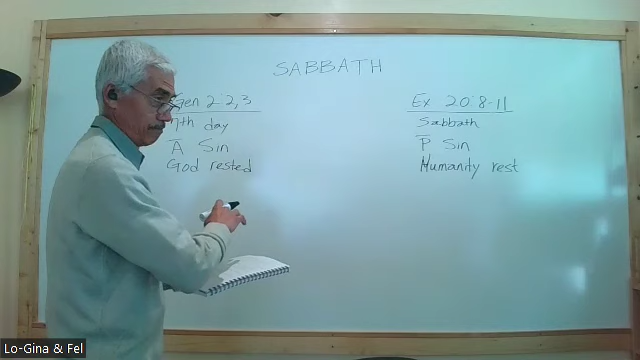 SABBATH
Gen 2:2,3
7th day
A̅ Sin
God rested
Ex 20:8-11
Sabbath
P̅ Sin
Humanity rest
Lo-Gina & Fel